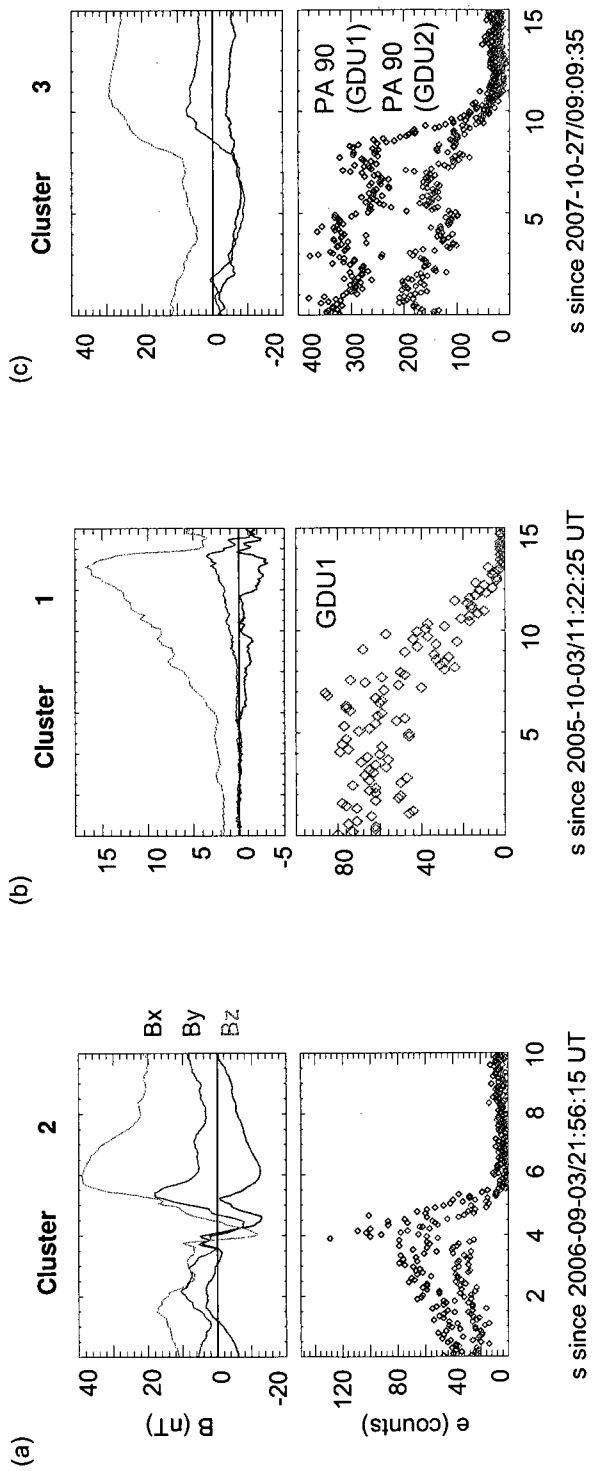 (a)
Cluster 2
B (nT)
40
20
0
-20
Bx
By
Bz
e (counts)
120
80
40
0
2
4
6
8
10
s since 2006-09-03/21:56:15 UT
(b)
Cluster 1
15
10
5
0
-5
GDU1
80
40
0
0
5
10
15
s since 2005-10-03/11:22:25 UT
(c)
Cluster 3
40
20
0
-20
PA 90
(GDU1)
PA 90
(GDU2)
400
300
200
100
0
5
10
15
s since 2007-10-27/09:09:35